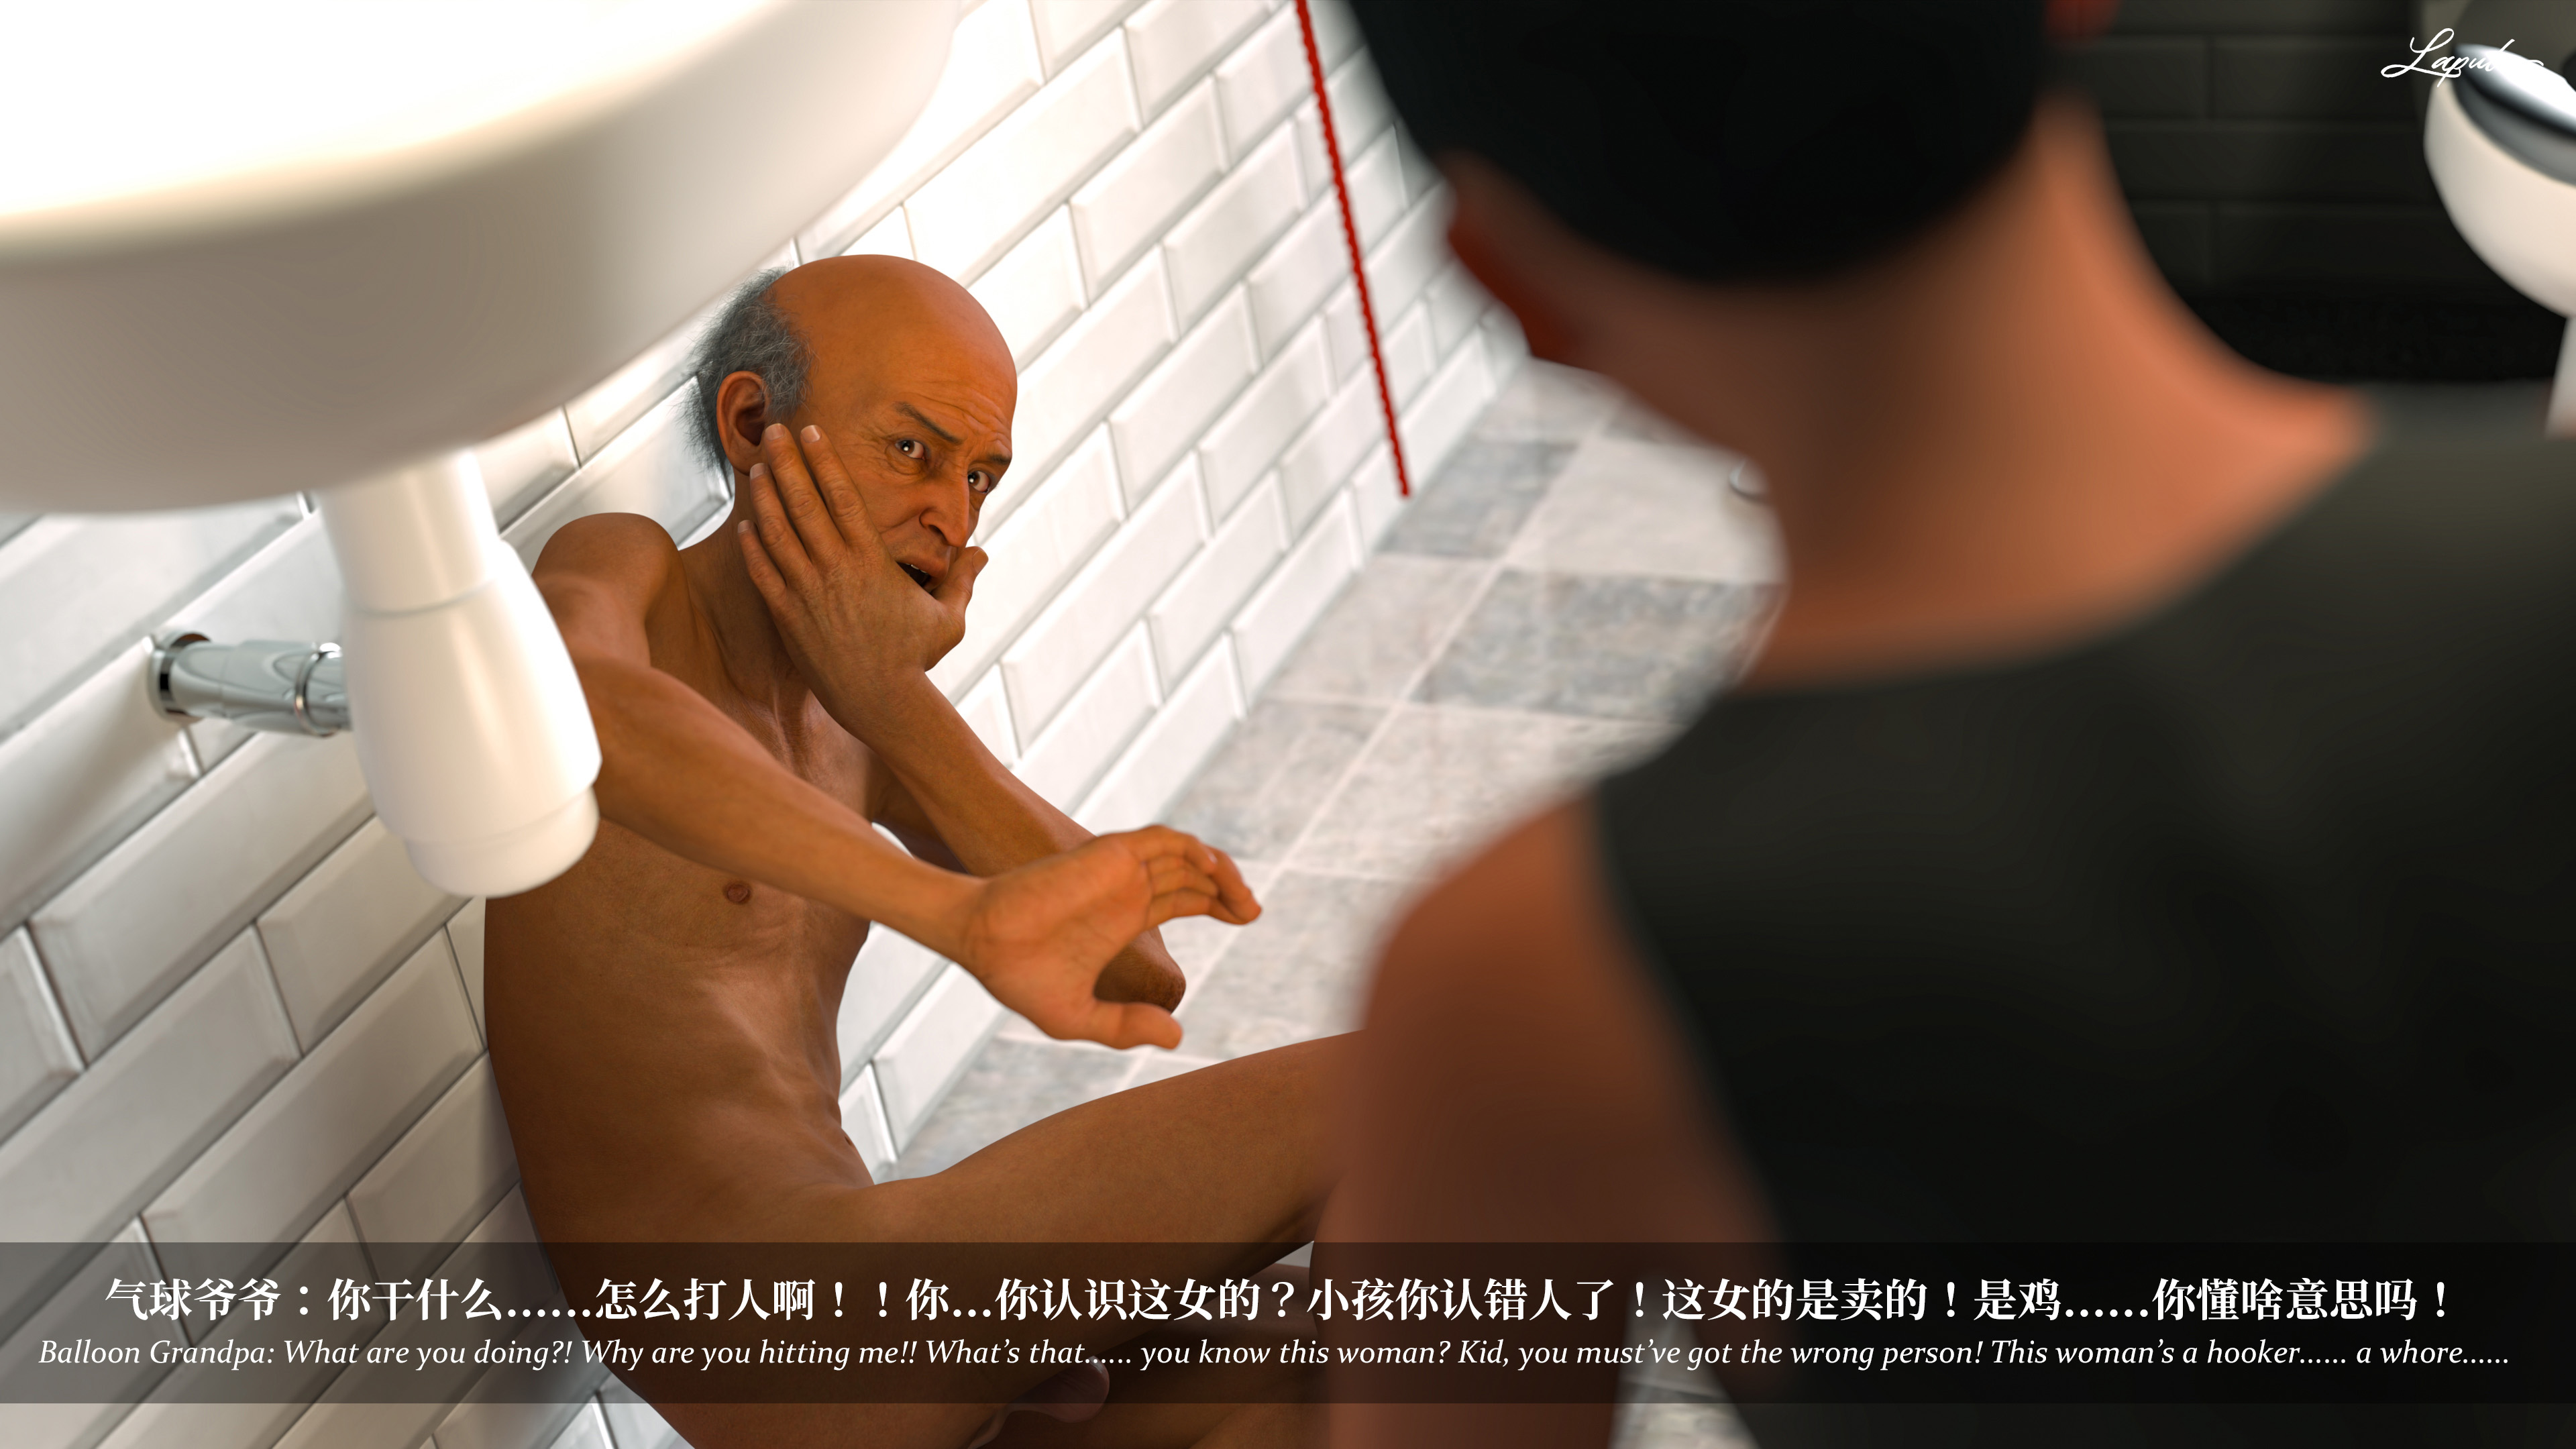 气球爷爷：你干什么……怎么打人啊！！你…你认识这女的？小孩你认错人了！这女的是卖的！是鸡……你懂啥意思吗！
Balloon Grandpa: What are you doing?! Why are you hitting me!! What’s that…… you know this woman? Kid, you must’ve got the wrong person! This woman’s a hooker…… a whore……